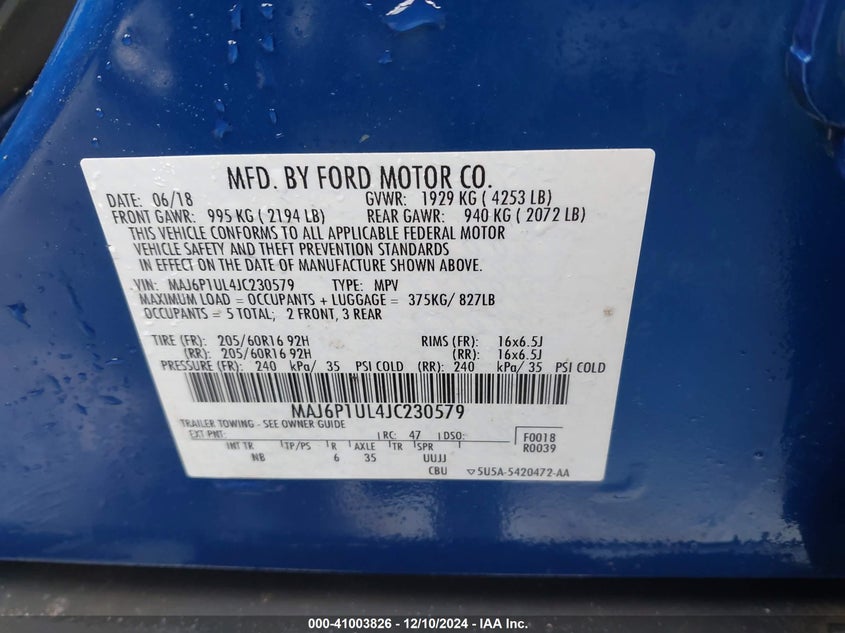 MFD. BY FORD MOTOR CO.
DATE: 06/18 GVWR: 1929 KG ( 4253 LB)
FRONT GAWR: 995 KG ( 2194 LB) REAR GAWR: 940 KG ( 2072 LB)
THIS VEHICLE CONFORMS TO ALL APPLICABLE FEDERAL MOTOR
VEHICLE SAFETY AND THEFT PREVENTION STANDARDS
IN EFFECT ON THE DATE OF MANUFACTURE SHOWN ABOVE.
VIN: MAJ6P1UL4JC230579 TYPE: MPV
MAXIMUM LOAD = OCCUPANTS + LUGGAGE = 375KG/ 827LB
OCCUPANTS = 5 TOTAL; 2 FRONT, 3 REAR
TIRE (FR): 205/60R16 92H RIMS (FR): 16x6.5J
(RR): 205/60R16 92H (RR): 16x6.5J
PRESSURE (FR): 240 kPa/ 35 PSI COLD (RR): 240 kPa/ 35 PSI COLD
MAJ6P1UL4JC230579
TRAILER TOWING - SEE OWNER GUIDE
EXT PNT: RC: 47 DSO: F0018
INT TR TP/PS R AXLE TR SPR R0039
NB 6 35 UUJJ
CBU ▽5U5A-5420472-AA
000-41003826 - 12/10/2024 - IAA Inc.